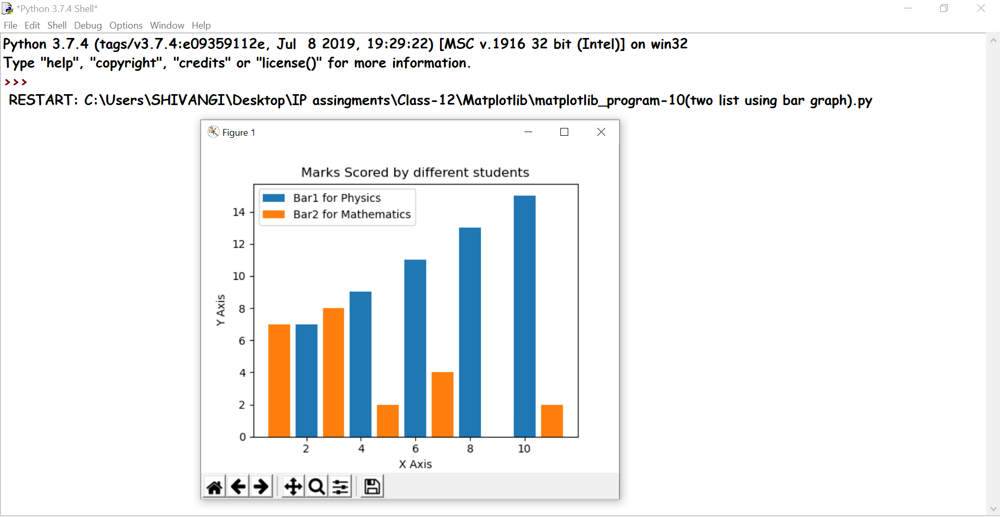 *Python 3.7.4 Shell*
File Edit Shell Debug Options Window Help
Python 3.7.4 (tags/v3.7.4:e09359112e, Jul  8 2019, 19:29:22) [MSC v.1916 32 bit (Intel)] on win32
Type "help", "copyright", "credits" or "license()" for more information.
>>>
RESTART: C:\Users\SHIVANGI\Desktop\IP assingments\Class-12\Matplotlib\matplotlib_program-10(two list using bar graph).py
Figure 1
Marks Scored by different students
Bar1 for Physics
Bar2 for Mathematics
14
12
10
8
6
4
2
0
Y Axis
2 4 6 8 10
X Axis